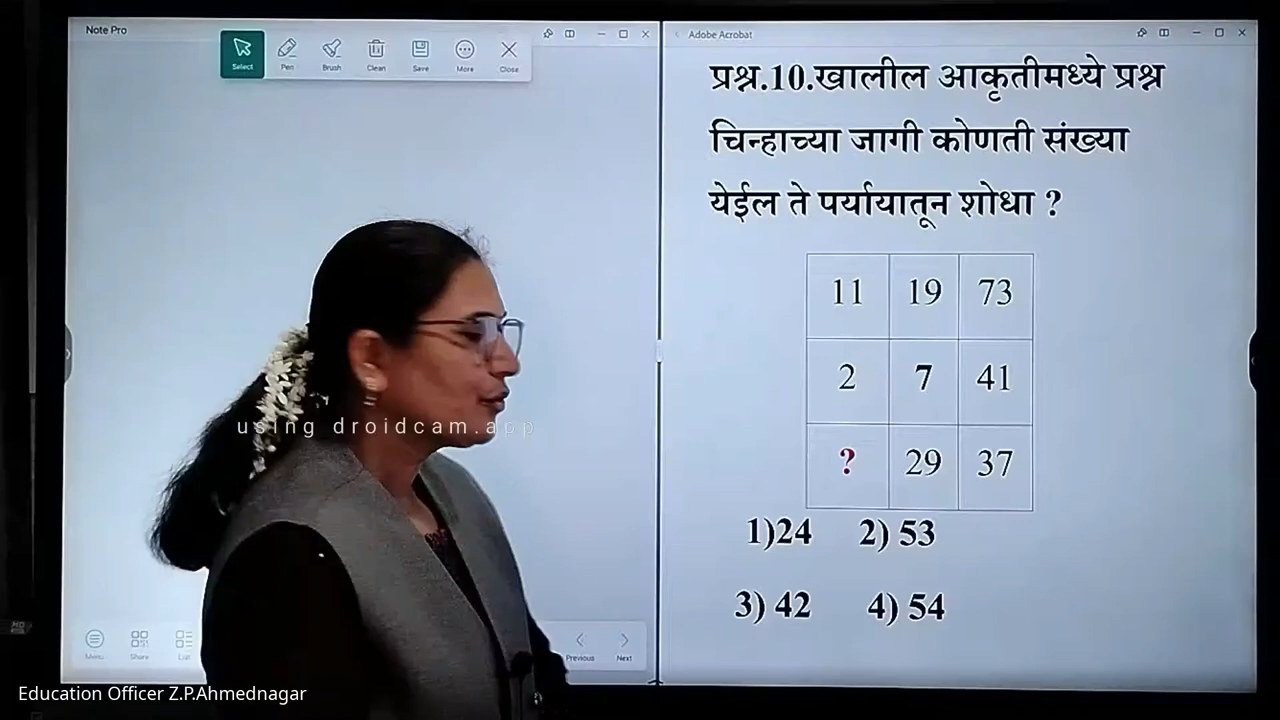 Note Pro
Select
Pen
Brush
Clean
Save
More
Close
Adobe Acrobat
प्रश्न.10.खालील आकृतीमध्ये प्रश्न
चिन्हाच्या जागी कोणती संख्या
येईल ते पर्यायातून शोधा ?
11 19 73
2 7 41
? 29 37
1)24 2) 53
3) 42 4) 54
using droidcam.app
Menu
Share
List
Previous
Next
Education Officer Z.P.Ahmednagar